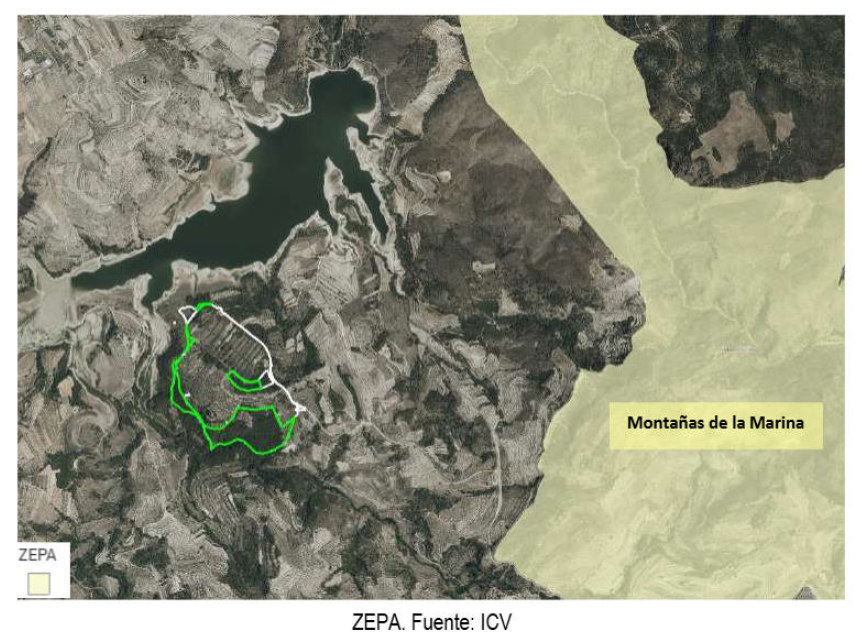 Montañas de la Marina
ZEPA
ZEPA. Fuente: ICV